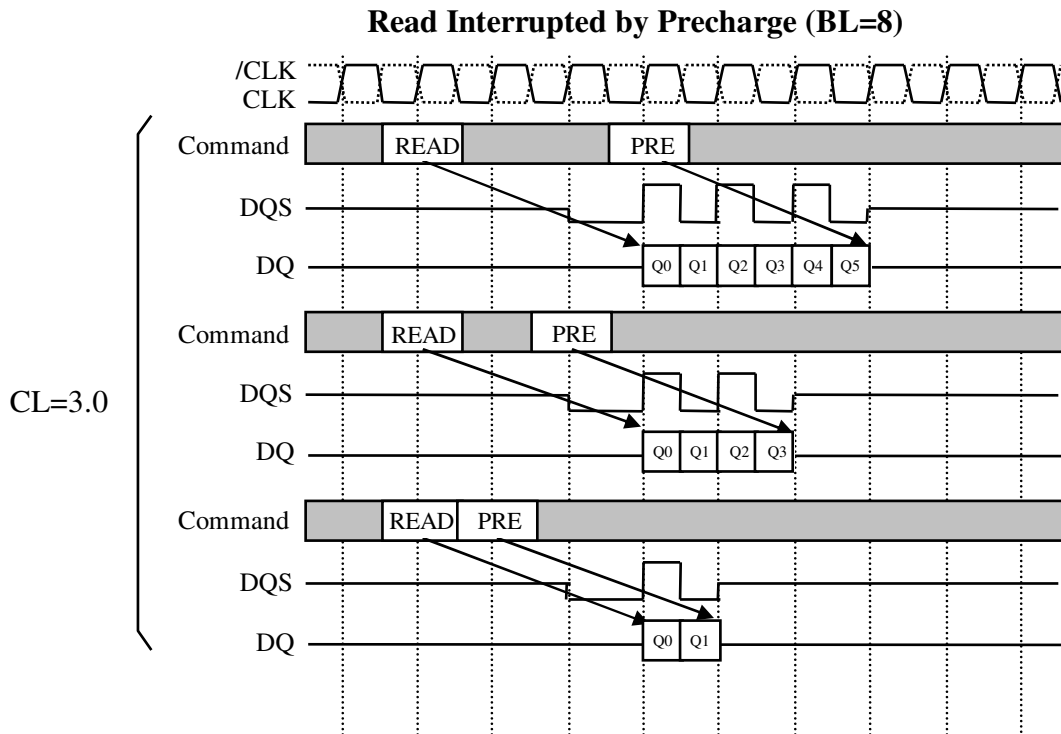 Read Interrupted by Precharge (BL=8)
/CLK
CLK
Command READ PRE
DQS
DQ Q0 Q1 Q2 Q3 Q4 Q5
Command READ PRE
DQS
CL=3.0
DQ Q0 Q1 Q2 Q3
Command READ PRE
DQS
DQ Q0 Q1